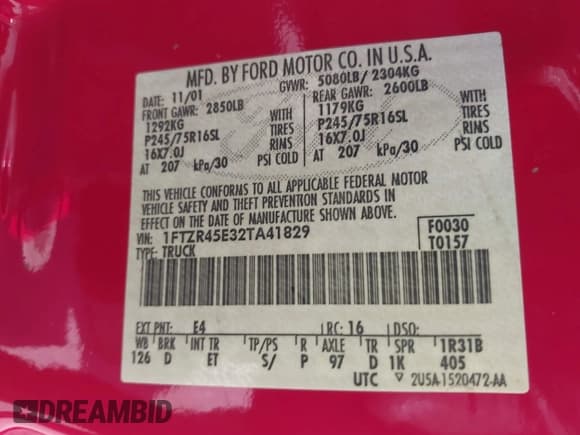 MFD. BY FORD MOTOR CO. IN U.S.A.
DATE: 11/01 GVWR: 5080LB/ 2304KG
FRONT GAWR: 2850LB REAR GAWR: 2600LB
1292KG WITH 1179KG WITH
P245/75R16SL TIRES P245/75R16SL TIRES
16X7.0J RINS 16X7.0J RINS
AT 207 kPa/30 PSI COLD AT 207 kPa/30 PSI COLD
THIS VEHICLE CONFORMS TO ALL APPLICABLE FEDERAL MOTOR
VEHICLE SAFETY AND THEFT PREVENTION STANDARDS IN
EFFECT ON THE DATE OF MANUFACTURE SHOWN ABOVE.
VIN: 1FTZR45E32TA41829 F0030
TYPE: TRUCK T0157
EXT PNT: E4 RC: 16 DSO:
WB BRK INT TR TP/PS R AXLE TR SPR 1R31B
126 D ET S/ P 97 D 1K 405
UTC ▽ 2U5A-1520472-AA
DREAMBID